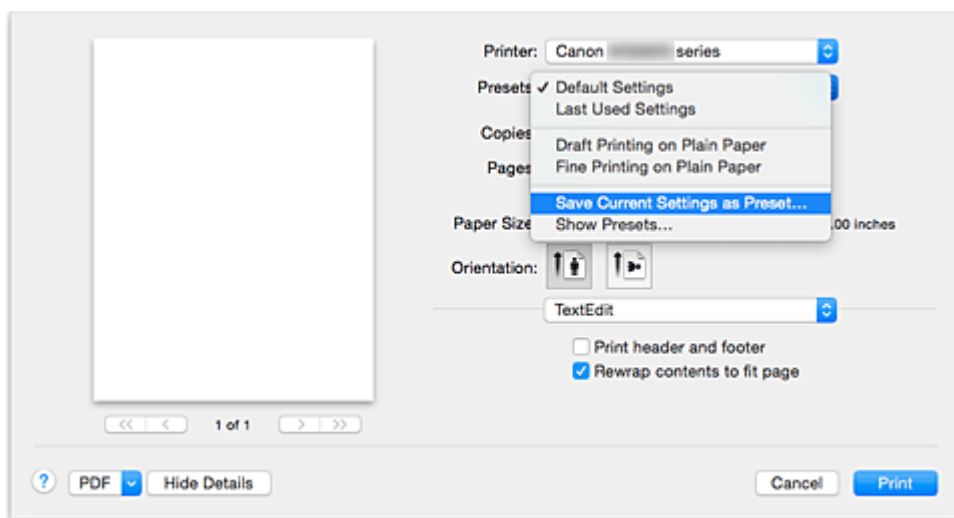 Printer: Canon series
Presets ✓ Default Settings
Last Used Settings
Copies
Draft Printing on Plain Paper
Pages Fine Printing on Plain Paper
Save Current Settings as Preset...
Paper Size Show Presets... .00 inches
Orientation:
TextEdit
Print header and footer
Rewrap contents to fit page
1 of 1
? PDF Hide Details Cancel Print